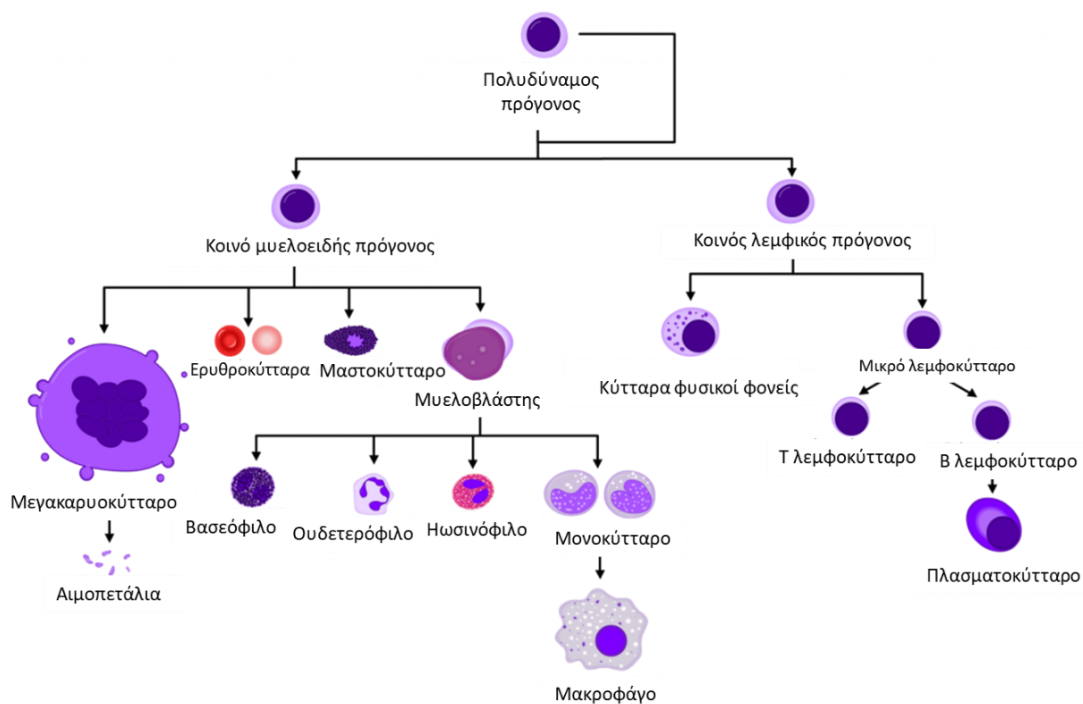 Πολυδύναμος
πρόγονος
Κοινό μυελοειδής πρόγονος
Κοινός λεμφικός πρόγονος
Ερυθροκύτταρα
Μαστοκύτταρο
Μυελοβλάστης
Κύτταρα φυσικοί φονείς
Μικρό λεμφοκύτταρο
Τ λεμφοκύτταρο
Β λεμφοκύτταρο
Μεγακαρυοκύτταρο
Βασεόφιλο
Ουδετερόφιλο
Ηωσινόφιλο
Μονοκύτταρο
Πλασματοκύτταρο
Αιμοπετάλια
Μακροφάγο